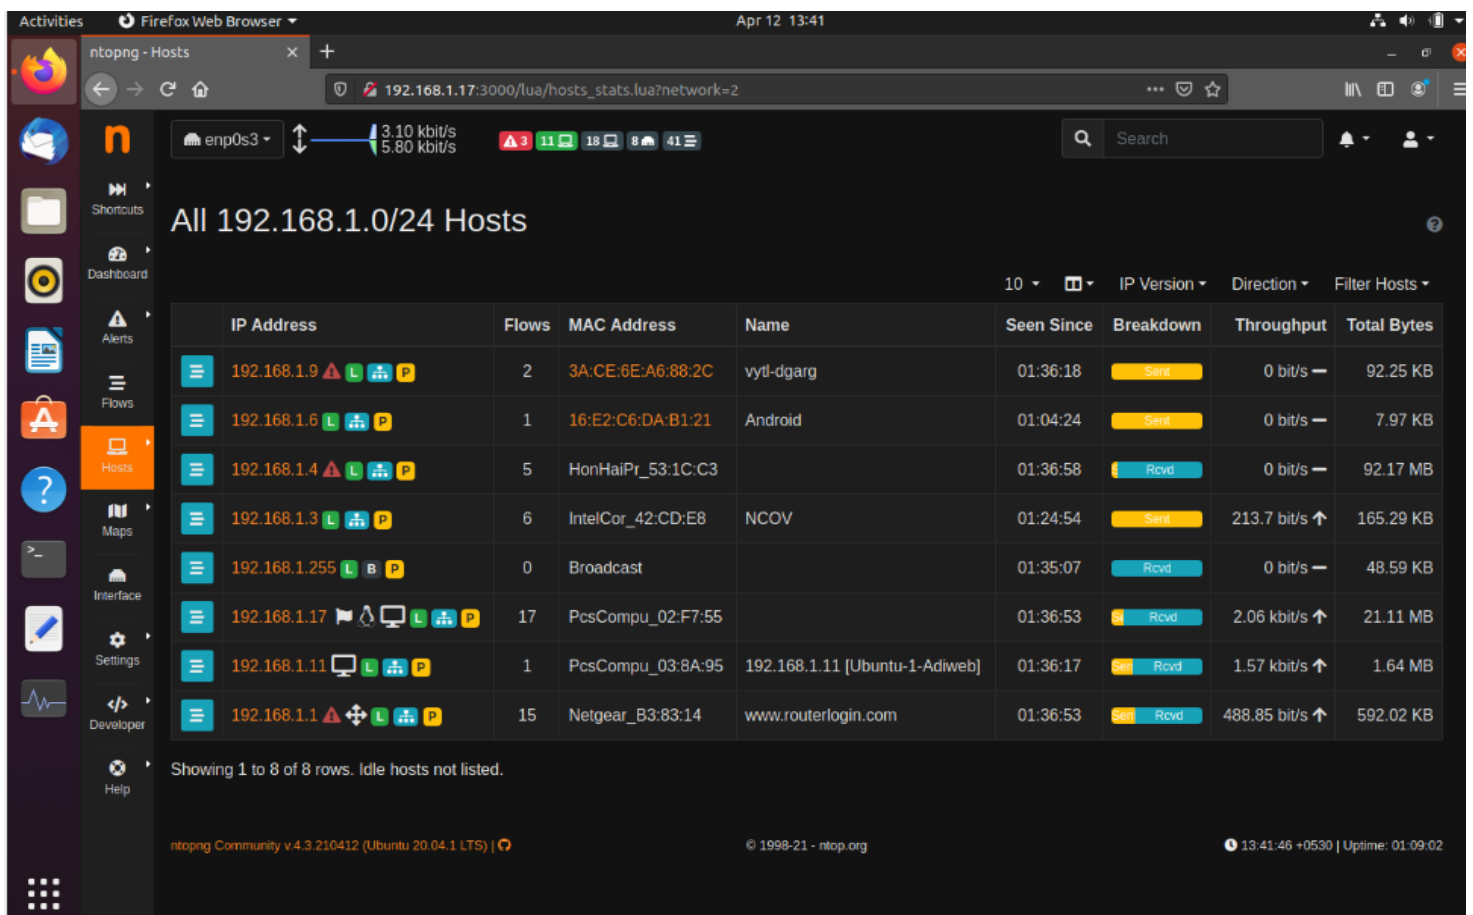 Activities Firefox Web Browser Apr 12 13:41
ntopng - Hosts
192.168.1.17:3000/lua/hosts_stats.lua?network=2
enp0s3 3.10 kbit/s 3 11 18 8 41 Search
5.80 kbit/s
Shortcuts
Dashboard
Alerts
Flows
Hosts
Maps
Interface
Settings
Developer
Help
All 192.168.1.0/24 Hosts
10 IP Version Direction Filter Hosts
IP Address Flows MAC Address Name Seen Since Breakdown Throughput Total Bytes
192.168.1.9 L P 2 3A:CE:6E:A6:88:2C vytl-dgarg 01:36:18 Sent 0 bit/s — 92.25 KB
192.168.1.6 L P 1 16:E2:C6:DA:B1:21 Android 01:04:24 Sent 0 bit/s — 7.97 KB
192.168.1.4 L P 5 HonHaiPr_53:1C:C3 01:36:58 S Rcvd 0 bit/s — 92.17 MB
192.168.1.3 L P 6 IntelCor_42:CD:E8 NCOV 01:24:54 Sent 213.7 bit/s ↑ 165.29 KB
192.168.1.255 L B P 0 Broadcast 01:35:07 Rcvd 0 bit/s — 48.59 KB
192.168.1.17 L P 17 PcsCompu_02:F7:55 01:36:53 Rcvd 2.06 kbit/s ↑ 21.11 MB
192.168.1.11 L P 1 PcsCompu_03:8A:95 192.168.1.11 [Ubuntu-1-Adiweb] 01:36:17 Sen Rcvd 1.57 kbit/s ↑ 1.64 MB
192.168.1.1 L P 15 Netgear_B3:83:14 www.routerlogin.com 01:36:53 Sen Rcvd 488.85 bit/s ↑ 592.02 KB
Showing 1 to 8 of 8 rows. Idle hosts not listed.
ntopng Community v.4.3.210412 (Ubuntu 20.04.1 LTS) | © 1998-21 - ntop.org 13:41:46 +0530 | Uptime: 01:09:02